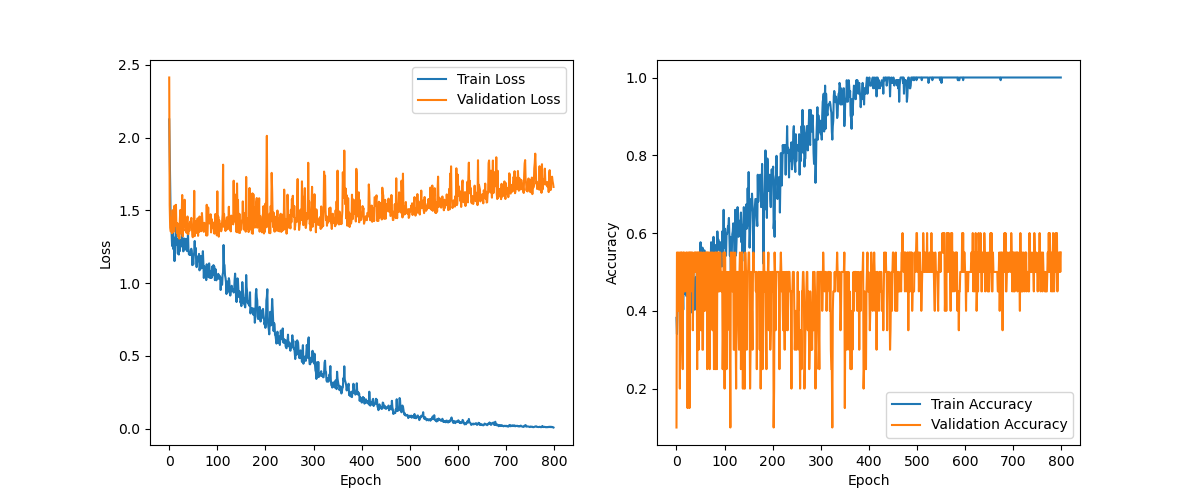 2.5
2.0
1.5
1.0
0.5
0.0
Loss
0 100 200 300 400 500 600 700 800
Epoch
Train Loss
Validation Loss
1.0
0.8
0.6
0.4
0.2
Accuracy
0 100 200 300 400 500 600 700 800
Epoch
Train Accuracy
Validation Accuracy